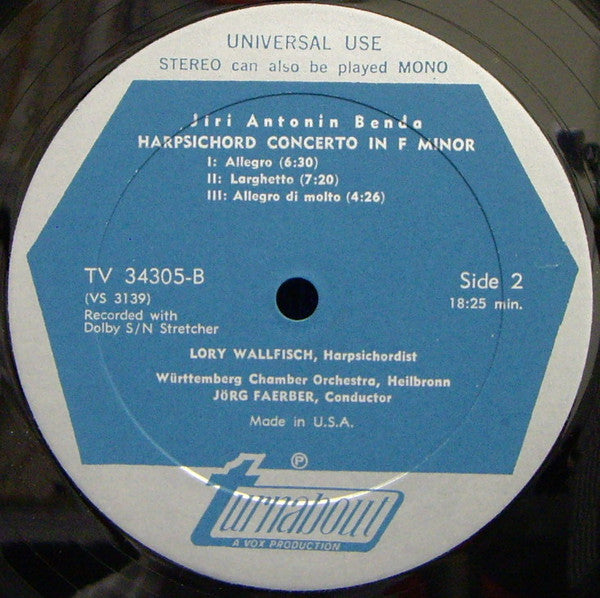 UNIVERSAL USE
STEREO can also be played MONO
Jiri Antonin Benda
HARPSICHORD CONCERTO IN F MINOR
I: Allegro (6:30)
II: Larghetto (7:20)
III: Allegro di molto (4:26)
TV 34305-B
(VS 3139)
Recorded with
Dolby S/N Stretcher
Side 2
18:25 min.
LORY WALLFISCH, Harpsichordist
Württemberg Chamber Orchestra, Heilbronn
JÖRG FAERBER, Conductor
Made in U.S.A.
℗
turnabout
A VOX PRODUCTION